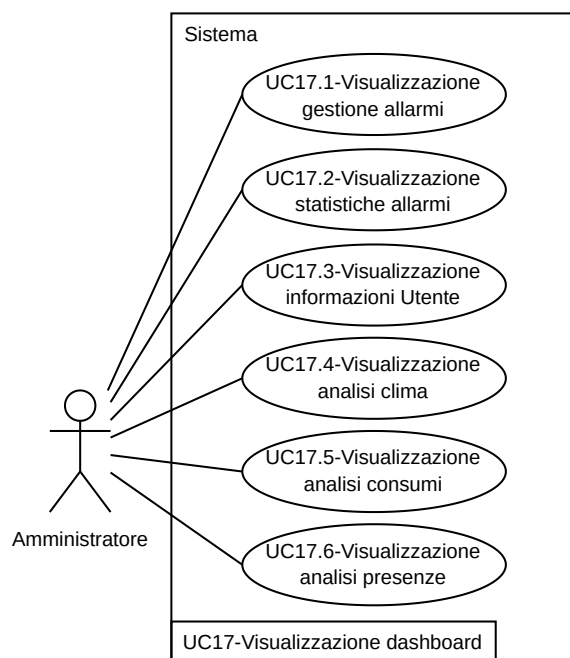 Sistema
UC17.1-Visualizzazione
gestione allarmi
UC17.2-Visualizzazione
statistiche allarmi
UC17.3-Visualizzazione
informazioni Utente
UC17.4-Visualizzazione
analisi clima
UC17.5-Visualizzazione
analisi consumi
Amministratore
UC17.6-Visualizzazione
analisi presenze
UC17-Visualizzazione dashboard